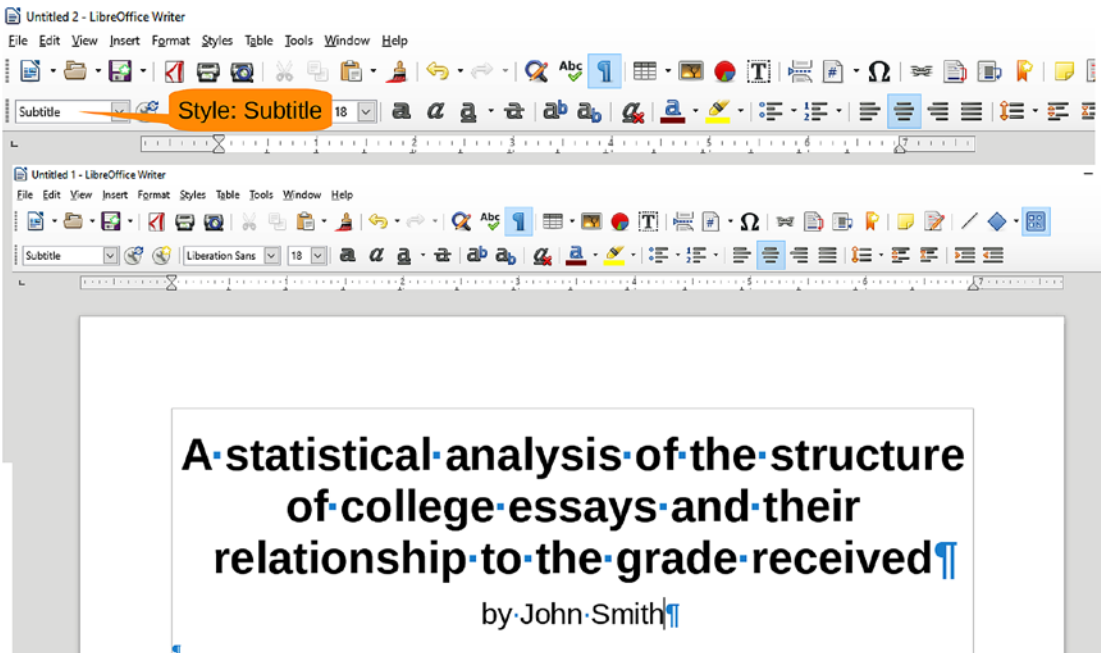 Untitled 2 - LibreOffice Writer
File Edit View Insert Format Styles Table Tools Window Help
Subtitle Style: Subtitle 18
Untitled 1 - LibreOffice Writer
File Edit View Insert Format Styles Table Tools Window Help
Subtitle Liberation Sans 18
A·statistical·analysis·of·the·structure
of·college·essays·and·their
relationship·to·the·grade·received¶
by·John·Smith¶
¶